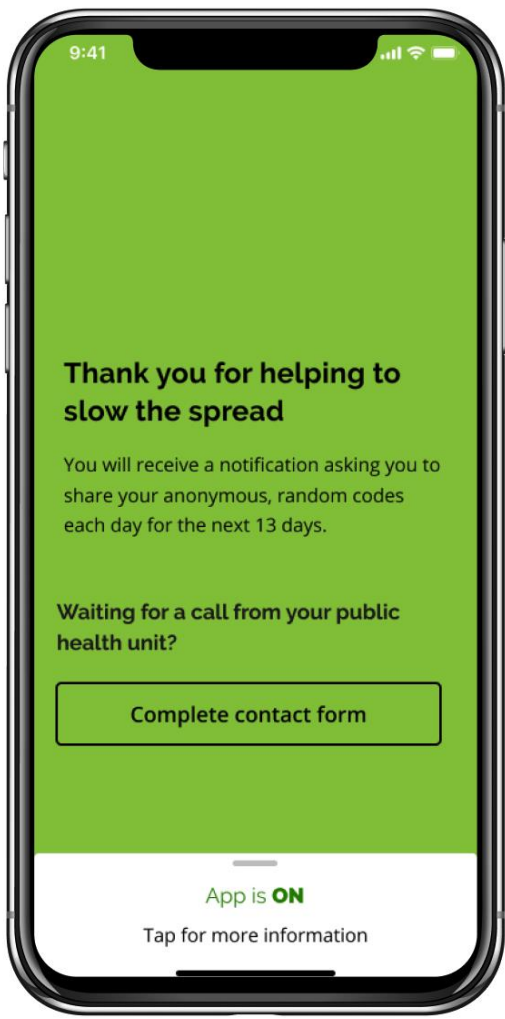 9:41
Thank you for helping to
slow the spread
You will receive a notification asking you to
share your anonymous, random codes
each day for the next 13 days.
Waiting for a call from your public
health unit?
Complete contact form
App is ON
Tap for more information